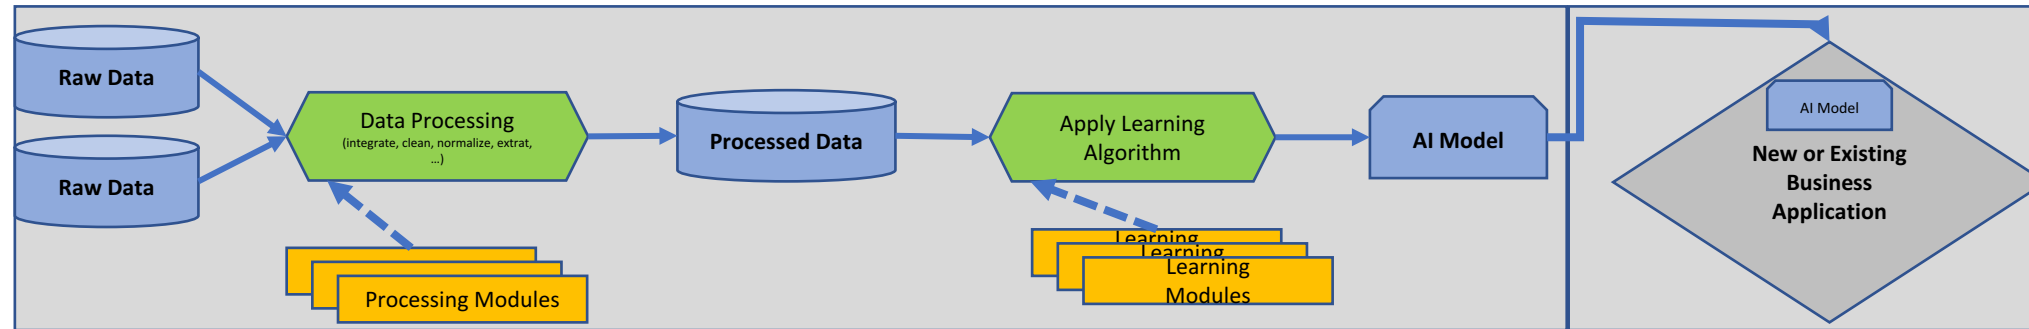 Raw Data
Raw Data
Data Processing
(integrate, clean, normalize, extrat,
...)
Processing Modules
Processed Data
Apply Learning
Algorithm
Learning
Learning
Learning
Modules
AI Model
AI Model
New or Existing
Business
Application